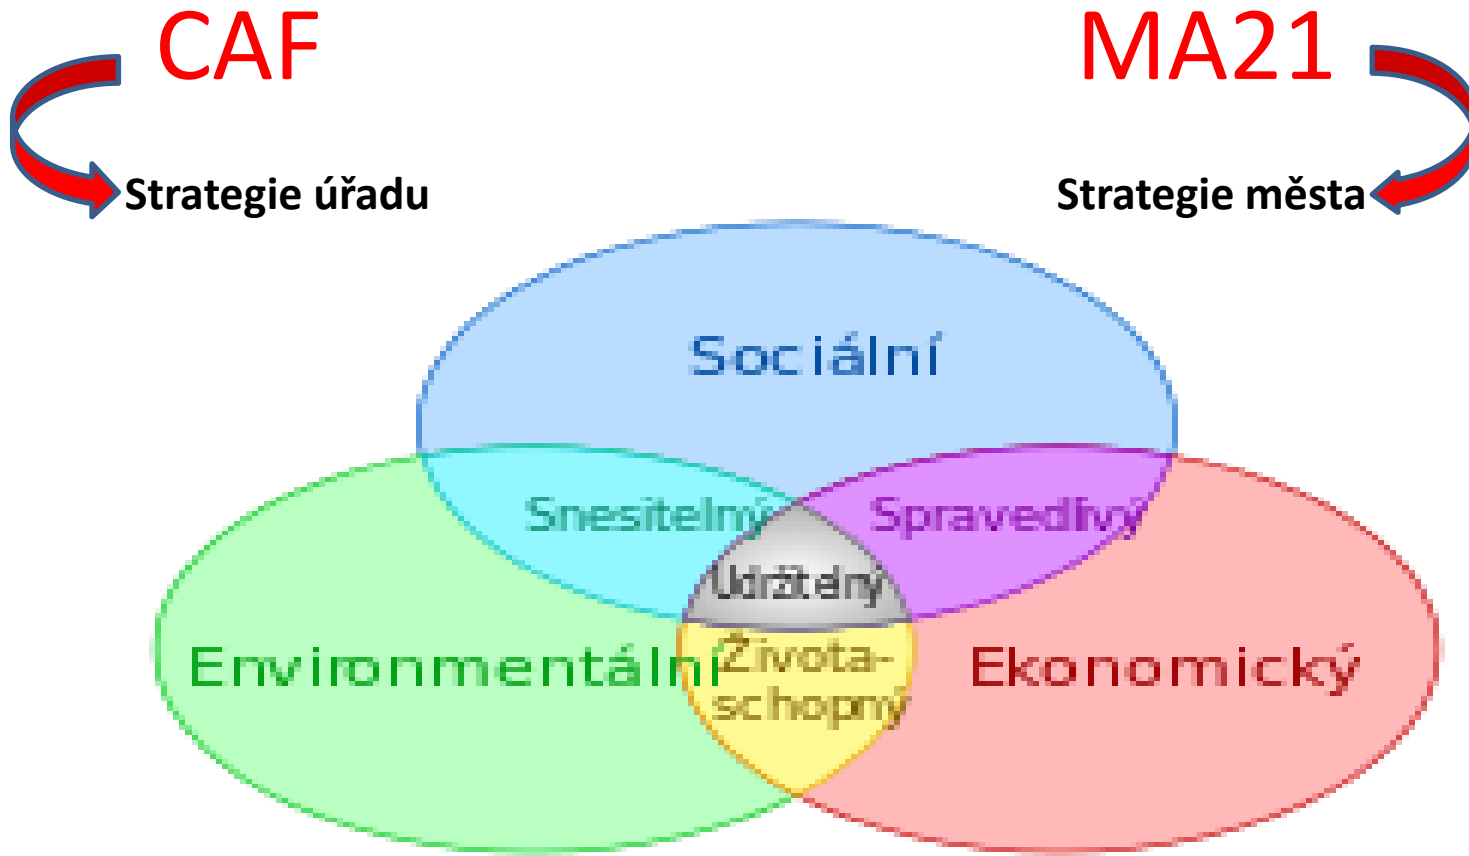 CAF
MA21
Strategie úřadu
Strategie města
Sociální
Snesitelný
Spravedlivý
Udržitelný
Environmentální
Života-
schopný
Ekonomický